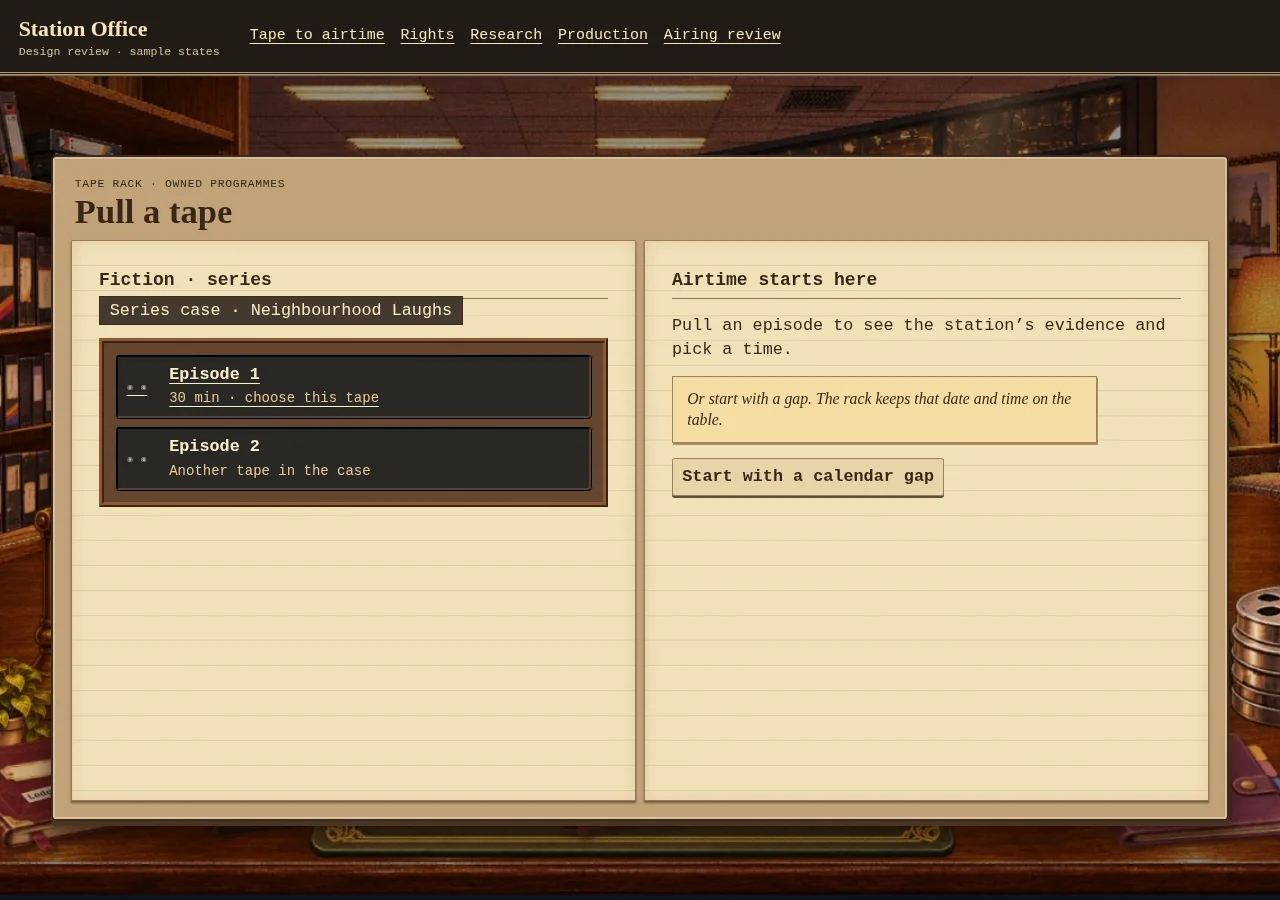 Station Office
Design review · sample states
Tape to airtime Rights Research Production Airing review
TAPE RACK · OWNED PROGRAMMES
Pull a tape
Fiction · series
Series case · Neighbourhood Laughs
Episode 1
30 min · choose this tape
Episode 2
Another tape in the case
Airtime starts here
Pull an episode to see the station’s evidence and
pick a time.
Or start with a gap. The rack keeps that date and time on the
table.
Start with a calendar gap